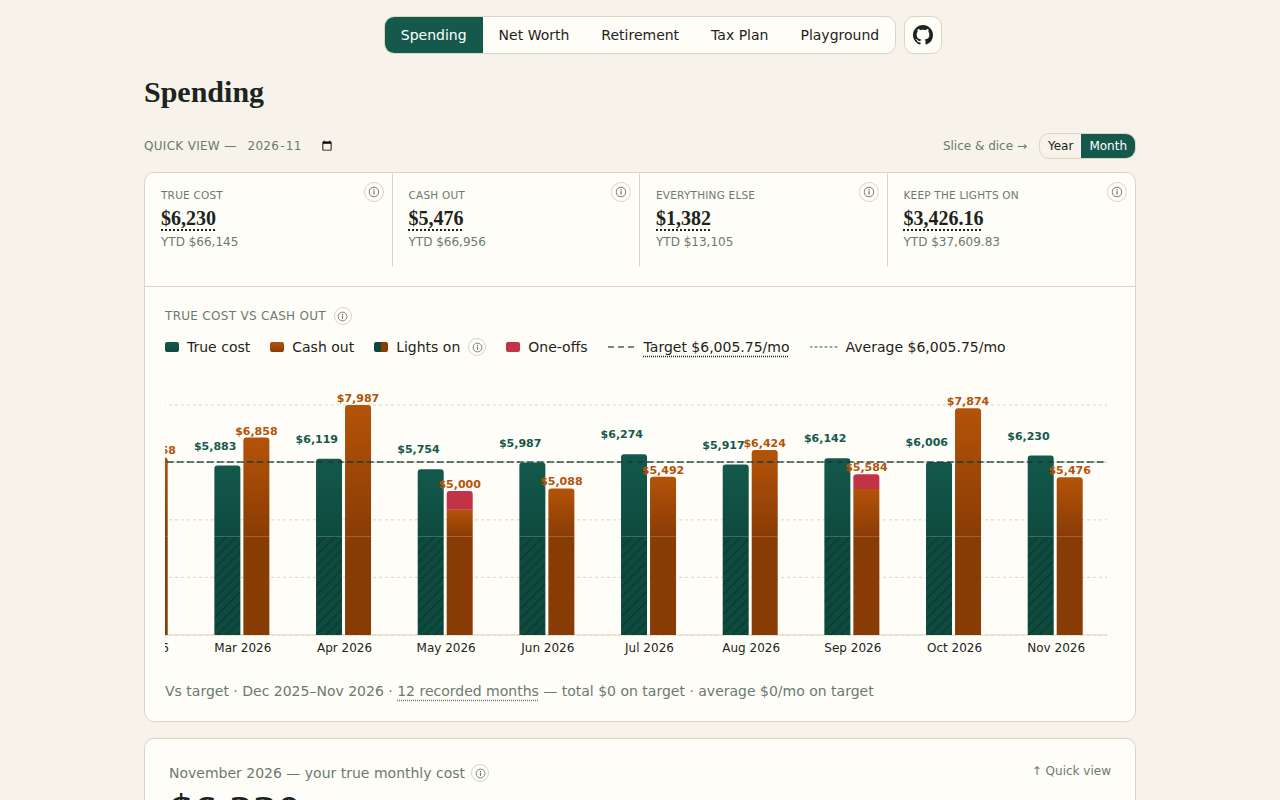 Spending Net Worth Retirement Tax Plan Playground
Spending
QUICK VIEW — 2026-11
Slice & dice → Year Month
TRUE COST
$6,230
YTD $66,145
CASH OUT
$5,476
YTD $66,956
EVERYTHING ELSE
$1,382
YTD $13,105
KEEP THE LIGHTS ON
$3,426.16
YTD $37,609.83
TRUE COST VS CASH OUT
True cost Cash out Lights on One-offs Target $6,005.75/mo Average $6,005.75/mo
$7,987
$7,874
$6,858
$5,883
$6,119
$5,754
$5,000
$5,987
$5,088
$6,274
$5,492
$5,917
$6,424
$6,142
$5,584
$6,006
$6,230
$5,476
Mar 2026 Apr 2026 May 2026 Jun 2026 Jul 2026 Aug 2026 Sep 2026 Oct 2026 Nov 2026
Vs target · Dec 2025–Nov 2026 · 12 recorded months — total $0 on target · average $0/mo on target
November 2026 — your true monthly cost
↑ Quick view